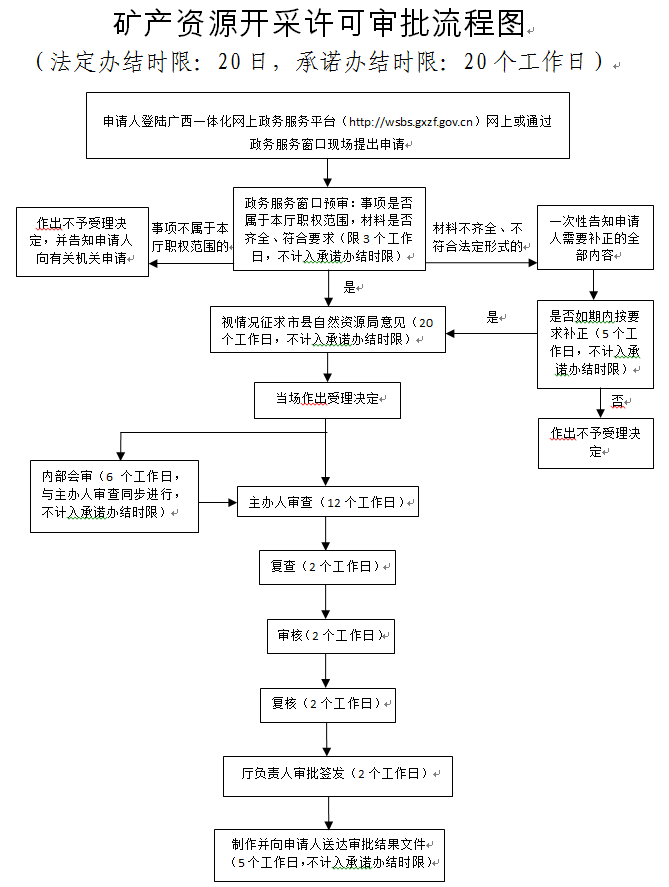 矿产资源开采许可审批流程图
（法定办结时限：20日，承诺办结时限：20个工作日）
申请人登陆广西一体化网上政务服务平台（http://wsbs.gxzf.gov.cn）网上或通过
政务服务窗口现场提出申请
政务服务窗口预审：事项是否
属于本厅职权范围，材料是否
齐全、符合要求（限3个工作
日，不计入承诺办结时限）
事项不属于本
厅职权范围的
作出不予受理决
定，并告知申请人
向有关机关申请
材料不齐全、不
符合法定形式的
一次性告知申请
人需要补正的全
部内容
是
视情况征求市县自然资源局意见（20
个工作日，不计入承诺办结时限）
是
是否如期内按要
求补正（5个工
作日，不计入承
诺办结时限）
否
作出不予受理决
定
当场作出受理决定
内部会审（6 个工作日，
与主办人审查同步进行，
不计入承诺办结时限）
主办人审查（12个工作日）
复查（2个工作日）
审核（2个工作日）
复核（2个工作日）
厅负责人审批签发（2个工作日）
制作并向申请人送达审批结果文件
（5个工作日,不计入承诺办结时限）